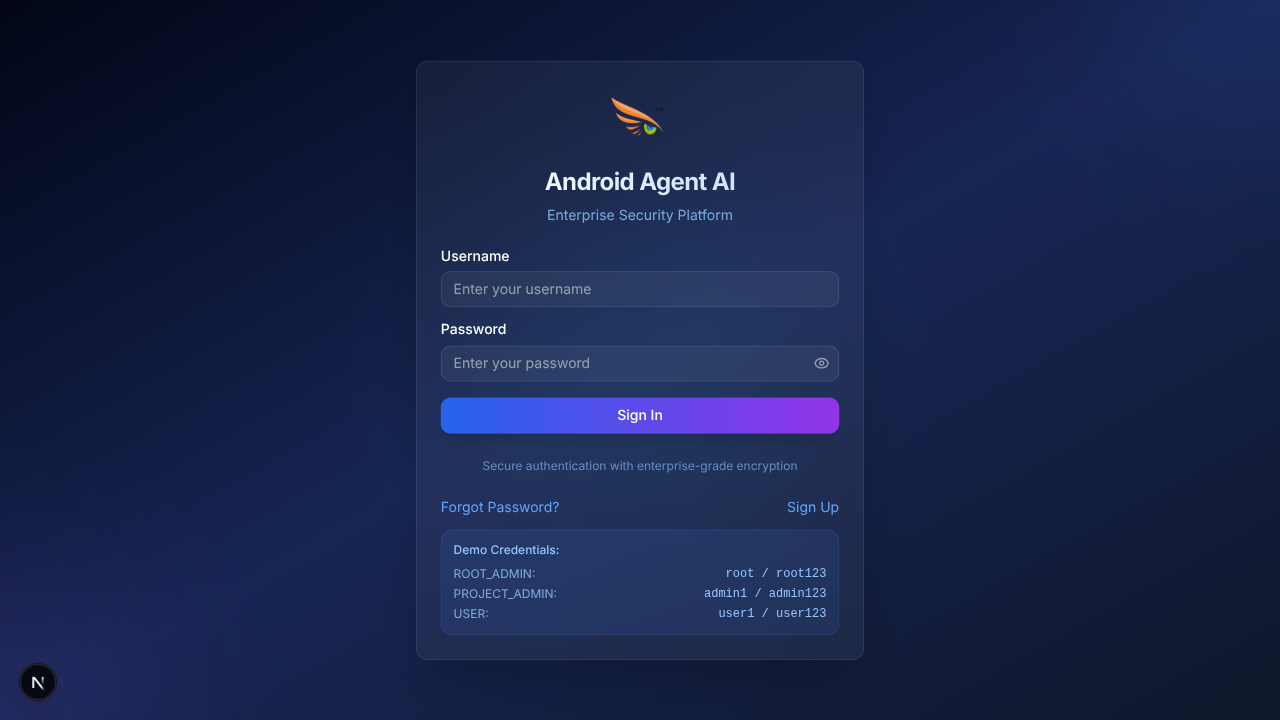 Android Agent AI
Enterprise Security Platform
Username
Enter your username
Password
Enter your password
Sign In
Secure authentication with enterprise-grade encryption
Forgot Password? Sign Up
Demo Credentials:
ROOT_ADMIN: root / root123
PROJECT_ADMIN: admin1 / admin123
USER: user1 / user123
N